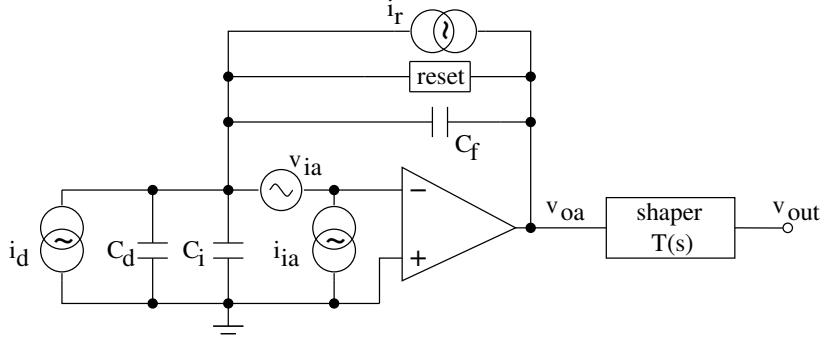 i_r
reset
C_f
v_ia
−
i_d
C_d
C_i
i_ia
+
v_oa
shaper
T(s)
v_out